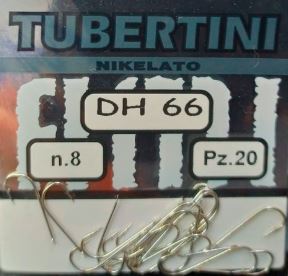 TUBERTINI
NIKELATO
DH 66
n.8
Pz.20